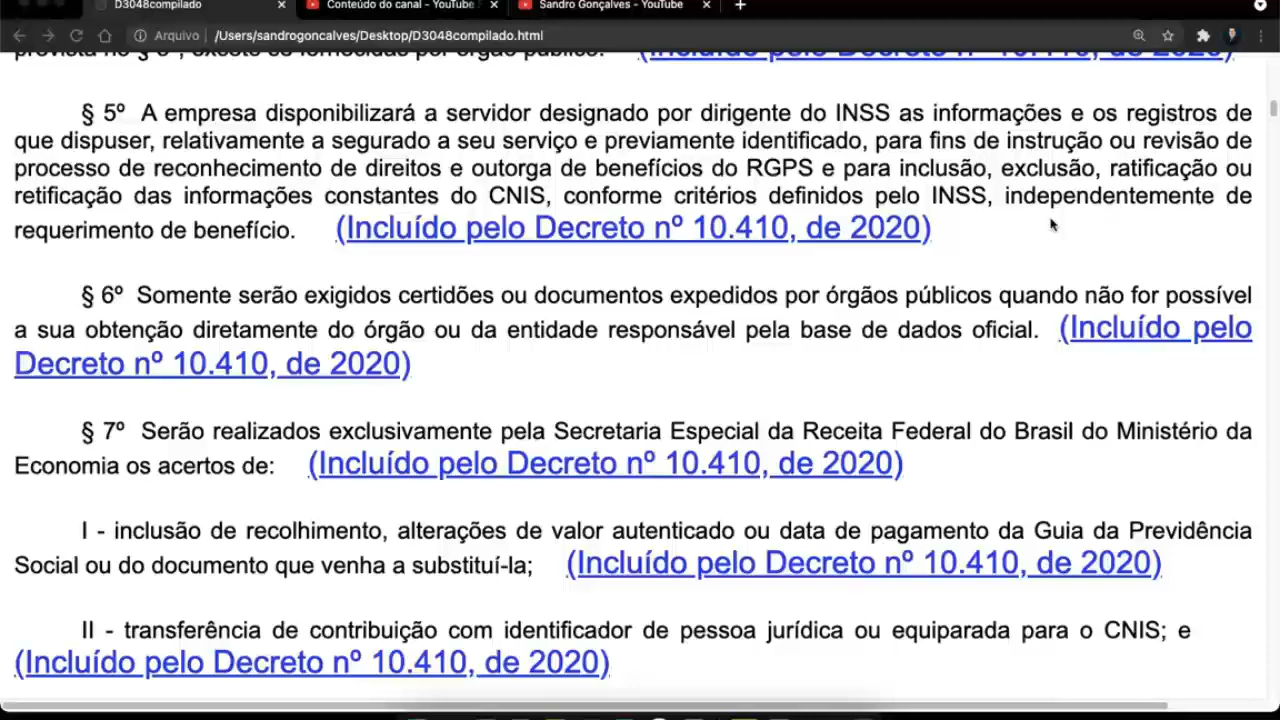 D3048compilado
Conteúdo do canal - YouTube
Sandro Gonçalves - YouTube
Arquivo /Users/sandrogoncalves/Desktop/D3048compilado.html
§ 5º A empresa disponibilizará a servidor designado por dirigente do INSS as informações e os registros de
que dispuser, relativamente a segurado a seu serviço e previamente identificado, para fins de instrução ou revisão de
processo de reconhecimento de direitos e outorga de benefícios do RGPS e para inclusão, exclusão, ratificação ou
retificação das informações constantes do CNIS, conforme critérios definidos pelo INSS, independentemente de
requerimento de benefício. (Incluído pelo Decreto nº 10.410, de 2020)
§ 6º Somente serão exigidos certidões ou documentos expedidos por órgãos públicos quando não for possível
a sua obtenção diretamente do órgão ou da entidade responsável pela base de dados oficial. (Incluído pelo
Decreto nº 10.410, de 2020)
§ 7º Serão realizados exclusivamente pela Secretaria Especial da Receita Federal do Brasil do Ministério da
Economia os acertos de: (Incluído pelo Decreto nº 10.410, de 2020)
I - inclusão de recolhimento, alterações de valor autenticado ou data de pagamento da Guia da Previdência
Social ou do documento que venha a substituí-la; (Incluído pelo Decreto nº 10.410, de 2020)
II - transferência de contribuição com identificador de pessoa jurídica ou equiparada para o CNIS; e
(Incluído pelo Decreto nº 10.410, de 2020)